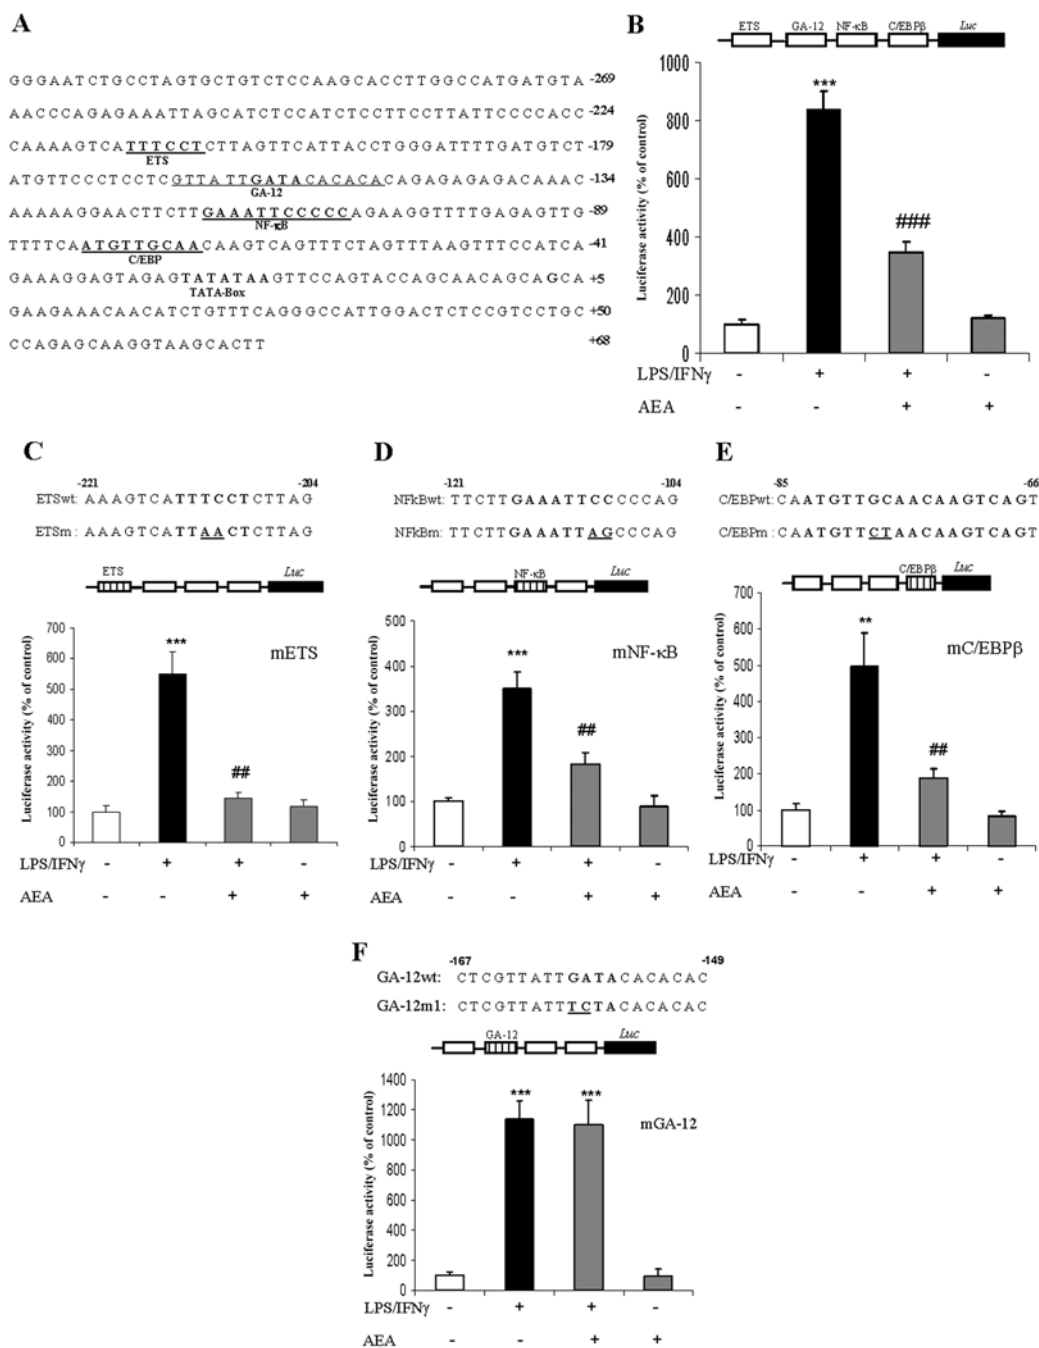 A
GGGAATCTGCCTAGTGCTGTCTCCAAGCACCTTGGCCATGATGTA -269
AACCCAGAGAAATTAGCATCTCCATCTCCTTCCTTATTCCCCACC -224
CAAAAGTCATTTCCTCTTAGTTCATTACCTGGGATTTTGATGTCT -179
ETS
ATGTTCCCTCCTCGTTATTGATACACACACAGAGAGAGACAAAC -134
GA-12
AAAAAGGAACTTCTTGAAATTCCCCCAGAAGGTTTTGAGAGTTG -89
NF-κB
TTTTCAATGTTGCAACAAGTCAGTTTCTAGTTTAAGTTTCCATCA -41
C/EBP
GAAAGGAGTAGAGTATATAAGTTCCAGTACCAGCAACAGCAGCA +5
TATA-Box
GAAGAAACAACATCTGTTTCAGGGCCATTGGACTCTCCGTCCTGC +50
CCAGAGCAAGGTAAGCACTT +68
B
ETS GA-12 NF-κB C/EBPβ Luc
Luciferase activity (% of control)
1000
800
600
400
200
0
***
###
LPS/IFNγ - + + -
AEA - - + +
C
-221 -204
ETSwt: AAAGTCATTTCCTCTTAG
ETSm: AAAGTCATTAACTCTTAG
ETS Luc
Luciferase activity (% of control)
700
600
500
400
300
200
100
0
***
##
mETS
LPS/IFNγ - + + -
AEA - - + +
D
-121 -104
NFkBwt: TTCTTGAAATTCCCCCAG
NFkBm: TTCTTGAAATTAGCCCAG
NF-κB Luc
Luciferase activity (% of control)
500
400
300
200
100
0
***
##
mNF-κB
LPS/IFNγ - + + -
AEA - - + +
E
-85 -66
C/EBPwt: CAATGTTGCAACAAGTCAGT
C/EBPm: CAATGTTCTAACAAGTCAGT
C/EBPβ Luc
Luciferase activity (% of control)
700
600
500
400
300
200
100
0
**
##
mC/EBPβ
LPS/IFNγ - + + -
AEA - - + +
F
-167 -149
GA-12wt: CTCGTTATTGATACACACAC
GA-12m1: CTCGTTATTTCTACACACAC
GA-12 Luc
Luciferase activity (% of control)
1400
1200
1000
800
600
400
200
0
***
***
mGA-12
LPS/IFNγ - + + -
AEA - - + +